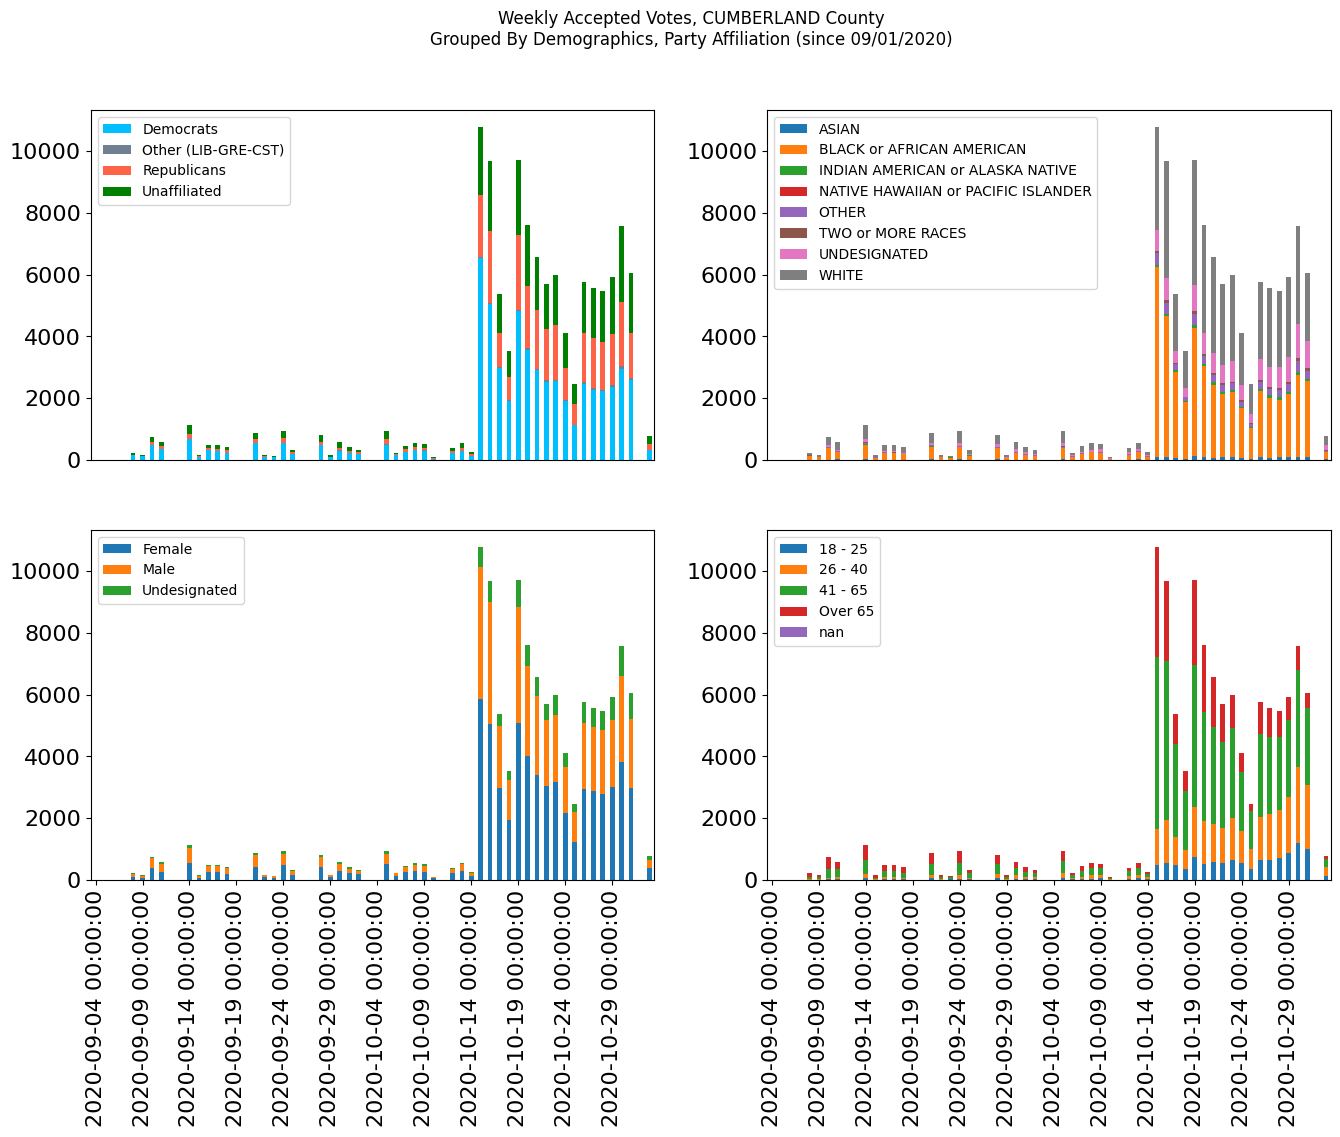 Weekly Accepted Votes, CUMBERLAND County
Grouped By Demographics, Party Affiliation (since 09/01/2020)
Democrats
Other (LIB-GRE-CST)
Republicans
Unaffiliated
10000
8000
6000
4000
2000
0
ASIAN
BLACK or AFRICAN AMERICAN
INDIAN AMERICAN or ALASKA NATIVE
NATIVE HAWAIIAN or PACIFIC ISLANDER
OTHER
TWO or MORE RACES
UNDESIGNATED
WHITE
10000
8000
6000
4000
2000
0
Female
Male
Undesignated
10000
8000
6000
4000
2000
0
2020-09-04 00:00:00
2020-09-09 00:00:00
2020-09-14 00:00:00
2020-09-19 00:00:00
2020-09-24 00:00:00
2020-09-29 00:00:00
2020-10-04 00:00:00
2020-10-09 00:00:00
2020-10-14 00:00:00
2020-10-19 00:00:00
2020-10-24 00:00:00
2020-10-29 00:00:00
18 - 25
26 - 40
41 - 65
Over 65
nan
10000
8000
6000
4000
2000
0
2020-09-04 00:00:00
2020-09-09 00:00:00
2020-09-14 00:00:00
2020-09-19 00:00:00
2020-09-24 00:00:00
2020-09-29 00:00:00
2020-10-04 00:00:00
2020-10-09 00:00:00
2020-10-14 00:00:00
2020-10-19 00:00:00
2020-10-24 00:00:00
2020-10-29 00:00:00